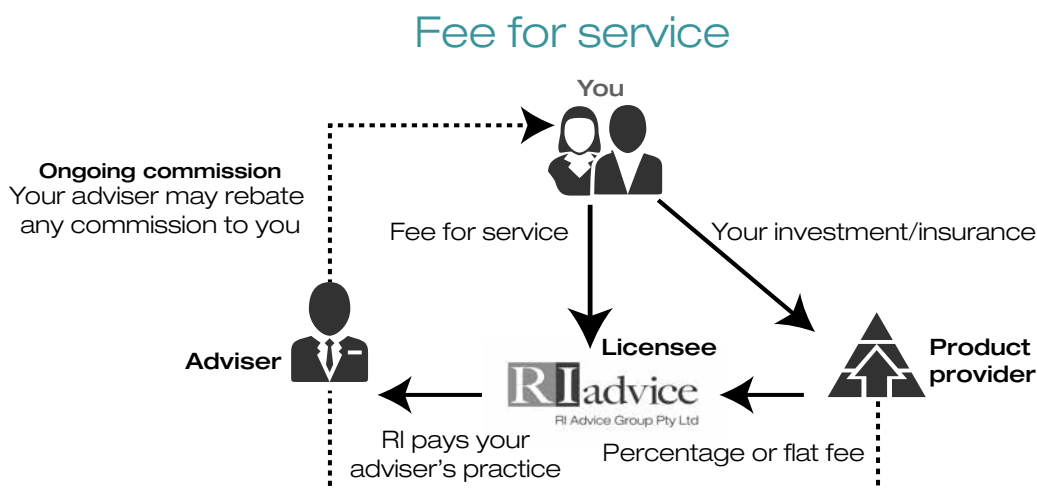 Fee for service
You
Ongoing commission
Your adviser may rebate
any commission to you
Fee for service
Your investment/insurance
Adviser
Licensee
RI advice
RI Advice Group Pty Ltd
Product
provider
RI pays your
adviser's practice
Percentage or flat fee